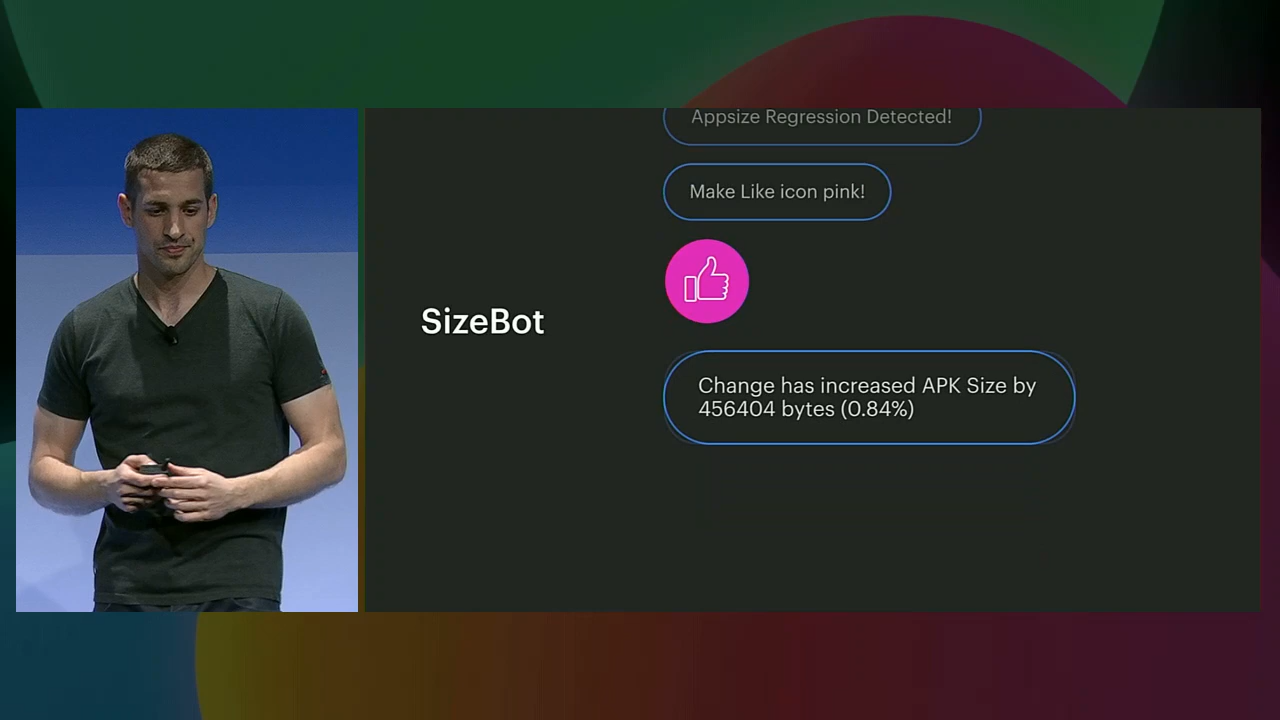 Appsize Regression Detected!
Make Like icon pink!
SizeBot
Change has increased APK Size by
456404 bytes (0.84%)